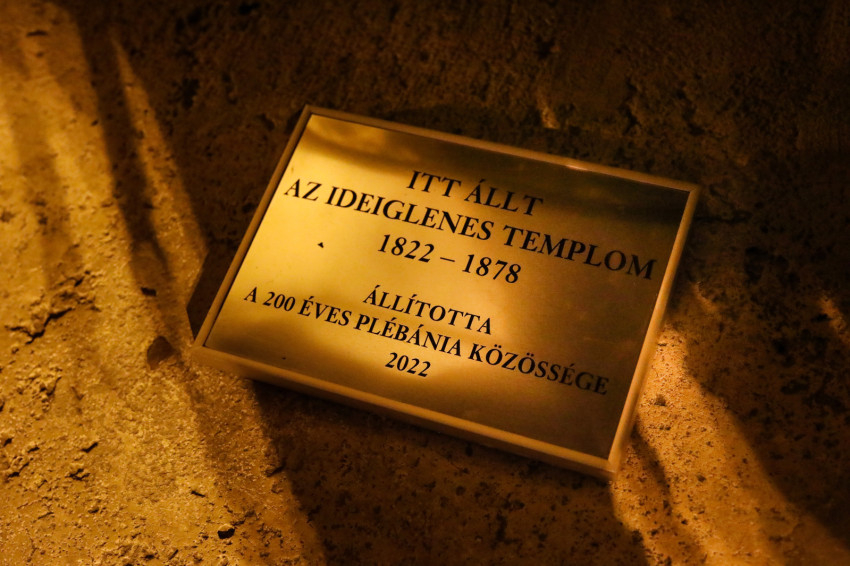 ITT ÁLLT
AZ IDEIGLENES TEMPLOM
1822 – 1878
ÁLLÍTOTTA
A 200 ÉVES PLÉBÁNIA KÖZÖSSÉGE
2022